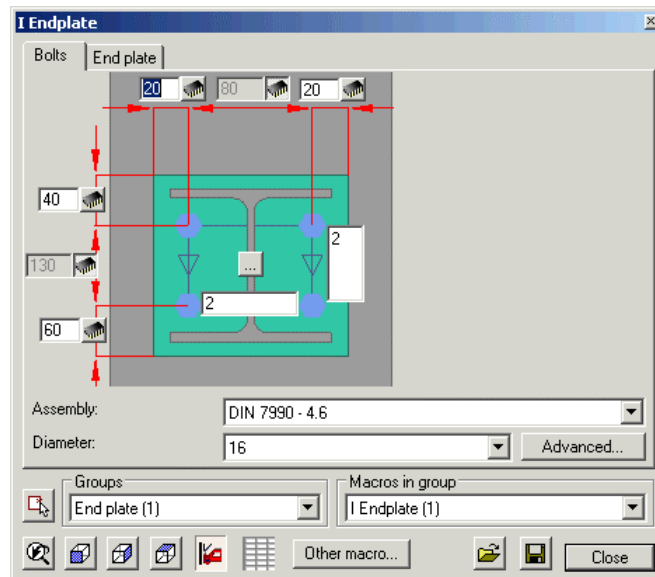 I Endplate
Bolts
End plate
20
80
20
40
2
...
130
2
60
Assembly:
DIN 7990 - 4.6
Diameter:
16
Advanced...
Groups
Macros in group
End plate (1)
I Endplate (1)
Other macro...
Close